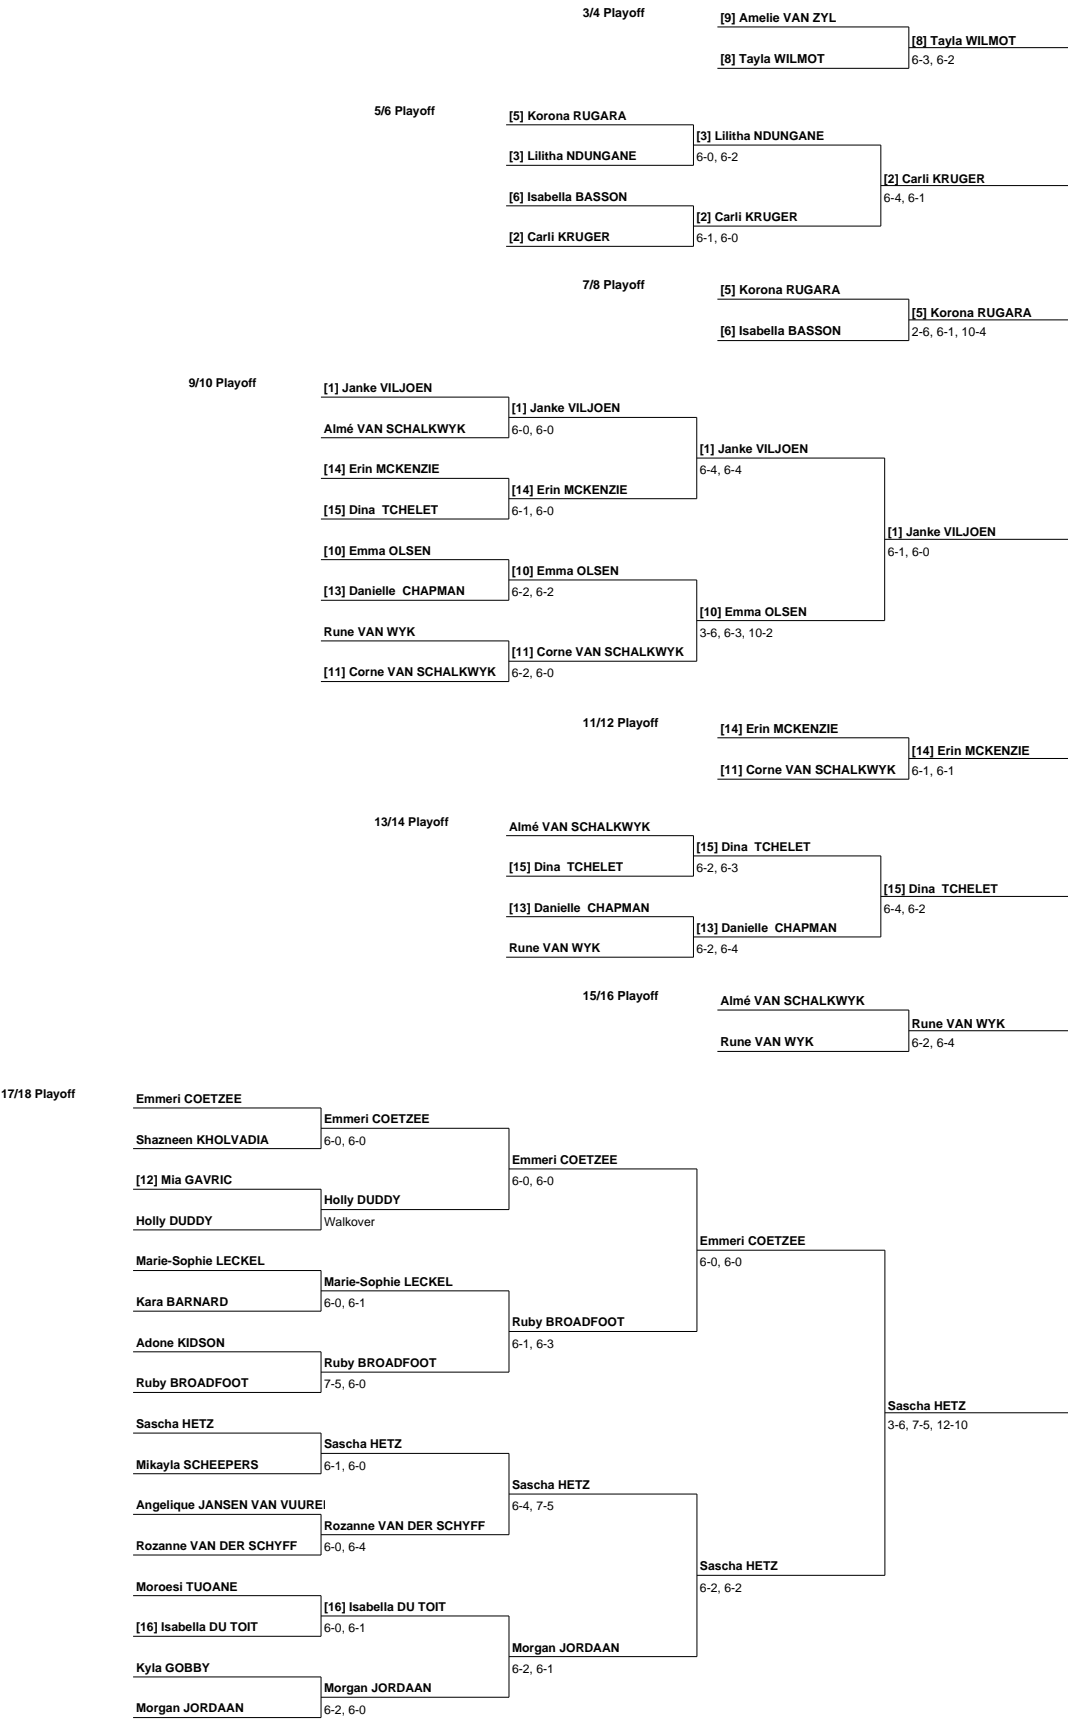 3/4 Playoff
[9] Amelie VAN ZYL
[8] Tayla WILMOT
[8] Tayla WILMOT
6-3, 6-2
5/6 Playoff
[5] Korona RUGARA
[3] Lilitha NDUNGANE
[3] Lilitha NDUNGANE
6-0, 6-2
[2] Carli KRUGER
6-4, 6-1
[6] Isabella BASSON
[2] Carli KRUGER
[2] Carli KRUGER
6-1, 6-0
7/8 Playoff
[5] Korona RUGARA
[5] Korona RUGARA
[6] Isabella BASSON
2-6, 6-1, 10-4
9/10 Playoff
[1] Janke VILJOEN
[1] Janke VILJOEN
Almé VAN SCHALKWYK
6-0, 6-0
[1] Janke VILJOEN
6-4, 6-4
[14] Erin MCKENZIE
[14] Erin MCKENZIE
[15] Dina  TCHELET
6-1, 6-0
[1] Janke VILJOEN
6-1, 6-0
[10] Emma OLSEN
[10] Emma OLSEN
[13] Danielle  CHAPMAN
6-2, 6-2
[10] Emma OLSEN
3-6, 6-3, 10-2
Rune VAN WYK
[11] Corne VAN SCHALKWYK
[11] Corne VAN SCHALKWYK
6-2, 6-0
11/12 Playoff
[14] Erin MCKENZIE
[14] Erin MCKENZIE
[11] Corne VAN SCHALKWYK
6-1, 6-1
13/14 Playoff
Almé VAN SCHALKWYK
[15] Dina  TCHELET
[15] Dina  TCHELET
6-2, 6-3
[15] Dina  TCHELET
6-4, 6-2
[13] Danielle  CHAPMAN
[13] Danielle  CHAPMAN
Rune VAN WYK
6-2, 6-4
15/16 Playoff
Almé VAN SCHALKWYK
Rune VAN WYK
Rune VAN WYK
6-2, 6-4
17/18 Playoff
Emmeri COETZEE
Emmeri COETZEE
Shazneen KHOLVADIA
6-0, 6-0
Emmeri COETZEE
6-0, 6-0
[12] Mia GAVRIC
Holly DUDDY
Holly DUDDY
Walkover
Emmeri COETZEE
6-0, 6-0
Marie-Sophie LECKEL
Marie-Sophie LECKEL
Kara BARNARD
6-0, 6-1
Ruby BROADFOOT
6-1, 6-3
Adone KIDSON
Ruby BROADFOOT
Ruby BROADFOOT
7-5, 6-0
Sascha HETZ
3-6, 7-5, 12-10
Sascha HETZ
Sascha HETZ
Mikayla SCHEEPERS
6-1, 6-0
Sascha HETZ
6-4, 7-5
Angelique JANSEN VAN VUURE
Rozanne VAN DER SCHYFF
Rozanne VAN DER SCHYFF
6-0, 6-4
Sascha HETZ
6-2, 6-2
Moroesi TUOANE
[16] Isabella DU TOIT
[16] Isabella DU TOIT
6-0, 6-1
Morgan JORDAAN
6-2, 6-1
Kyla GOBBY
Morgan JORDAAN
Morgan JORDAAN
6-2, 6-0